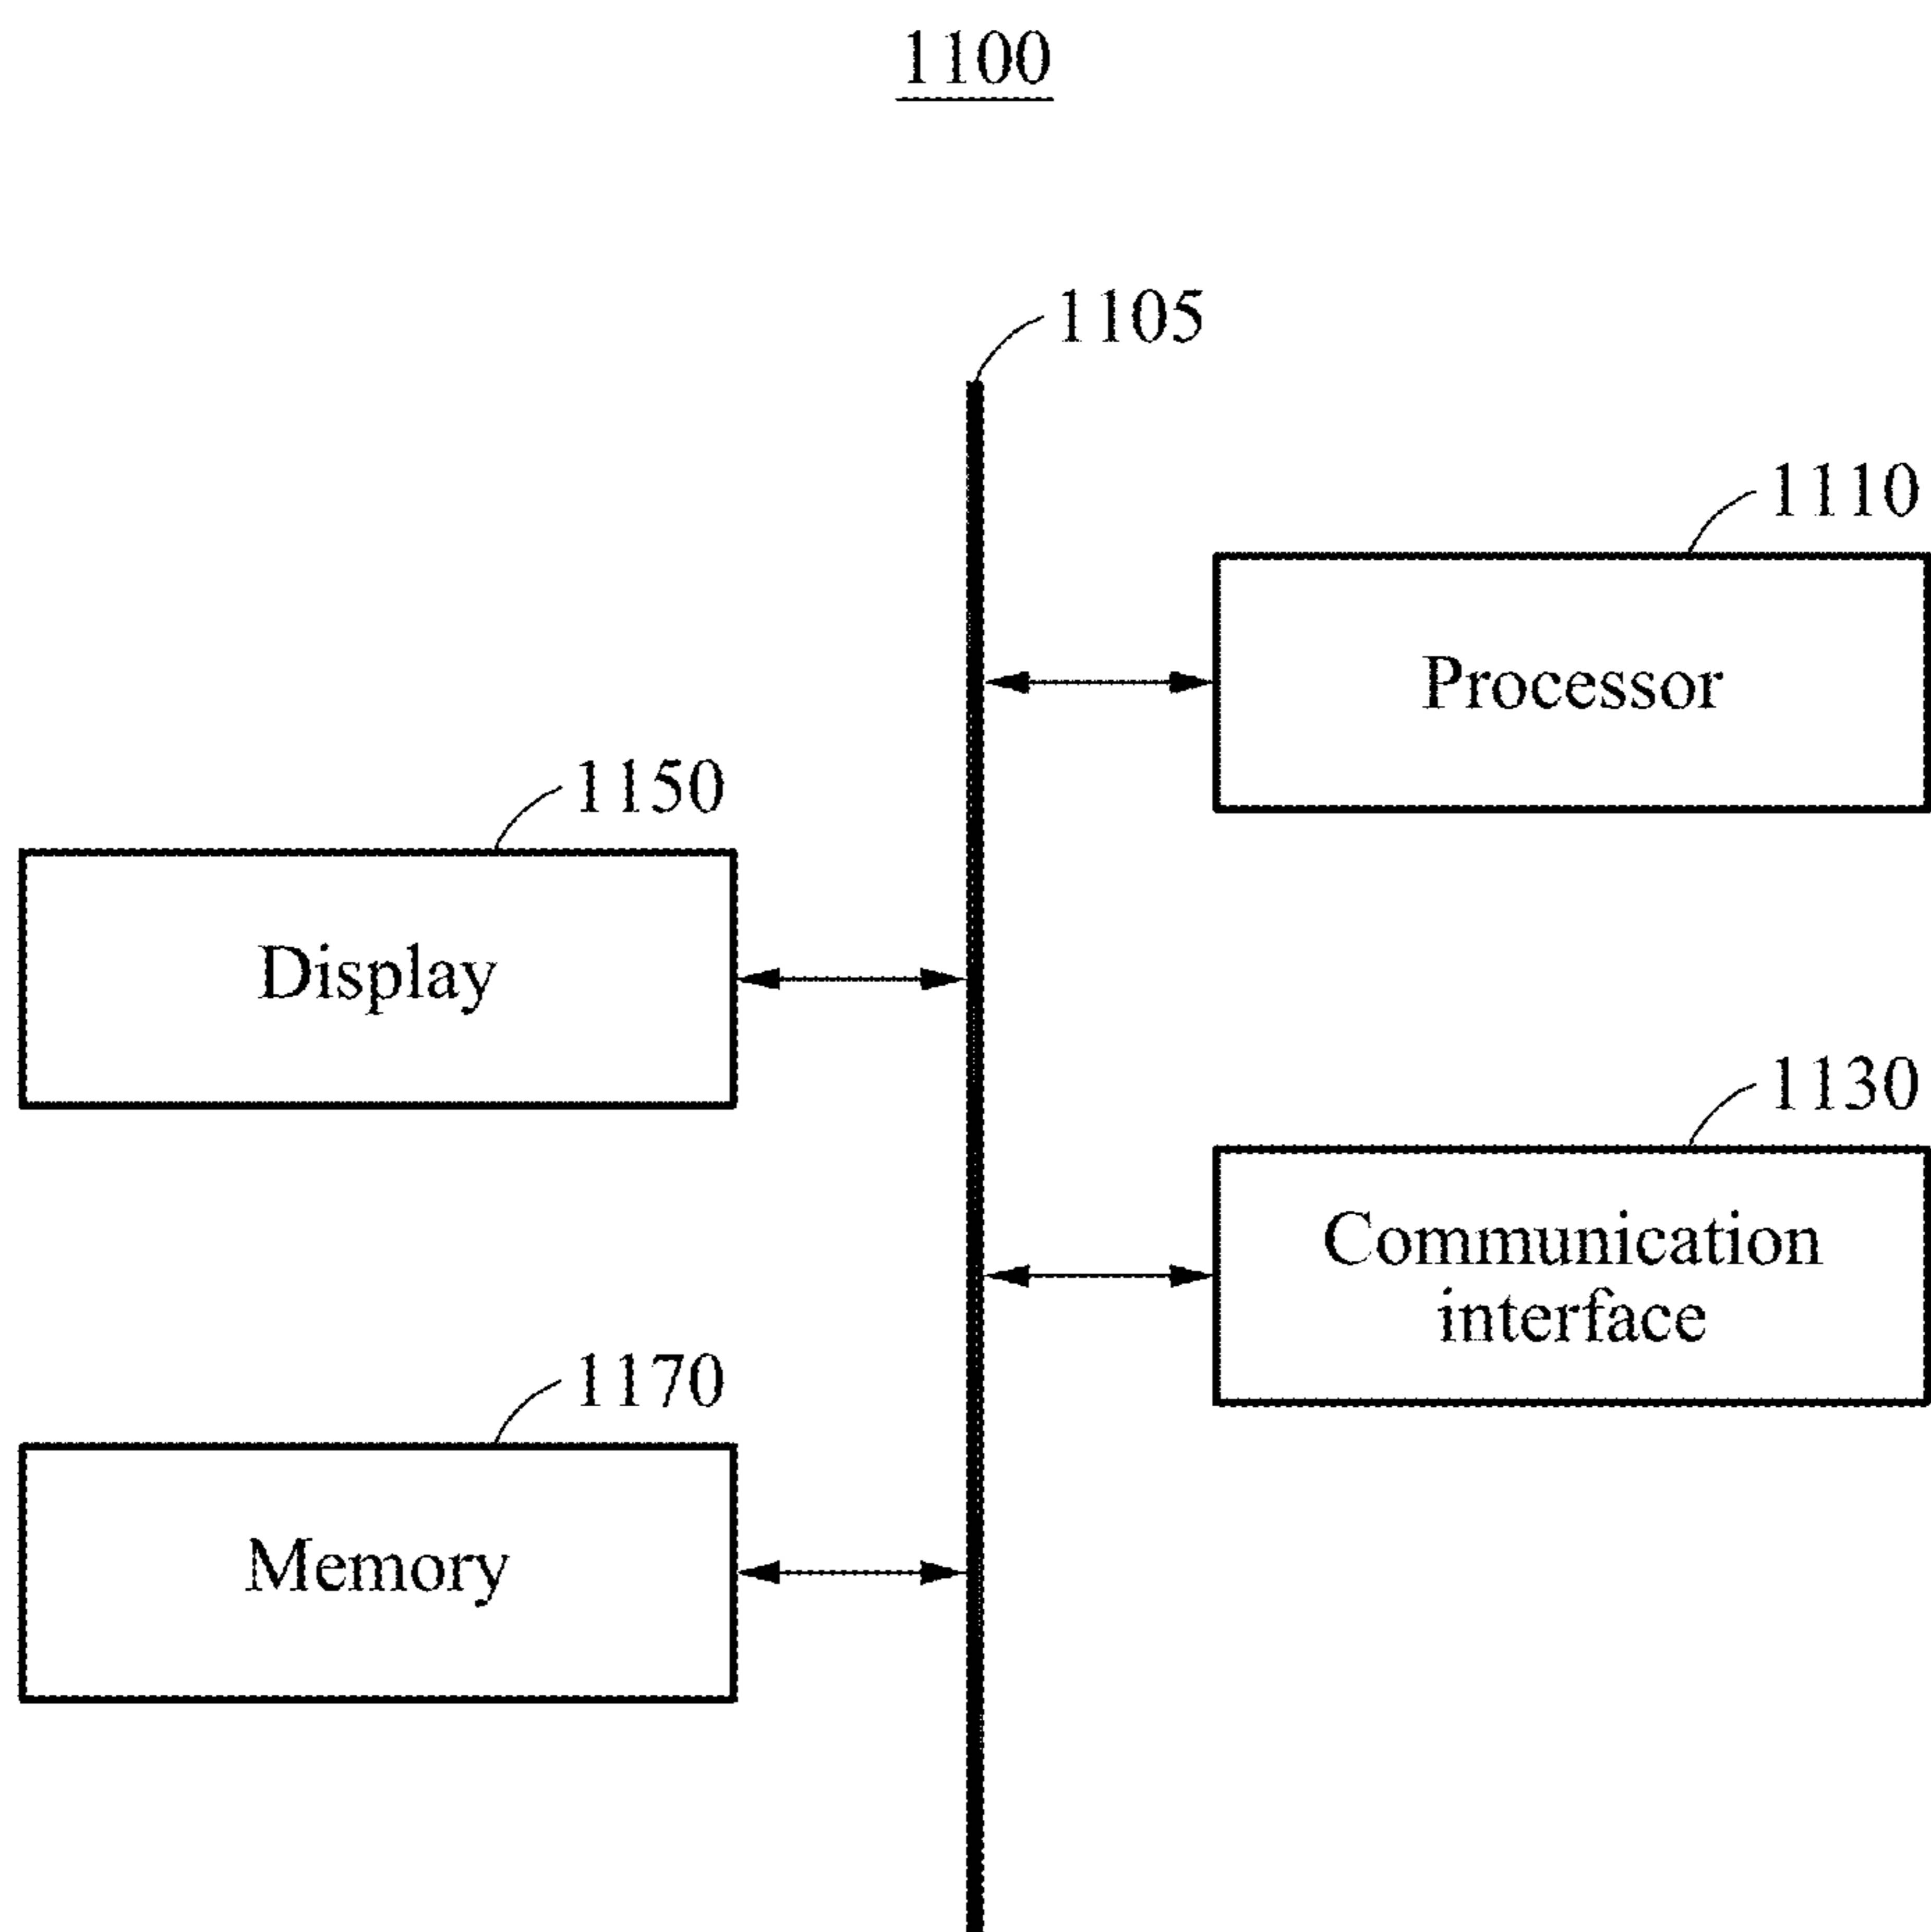 1100
1105
1110
Processor
1150
Display
1130
Communication
interface
1170
Memory